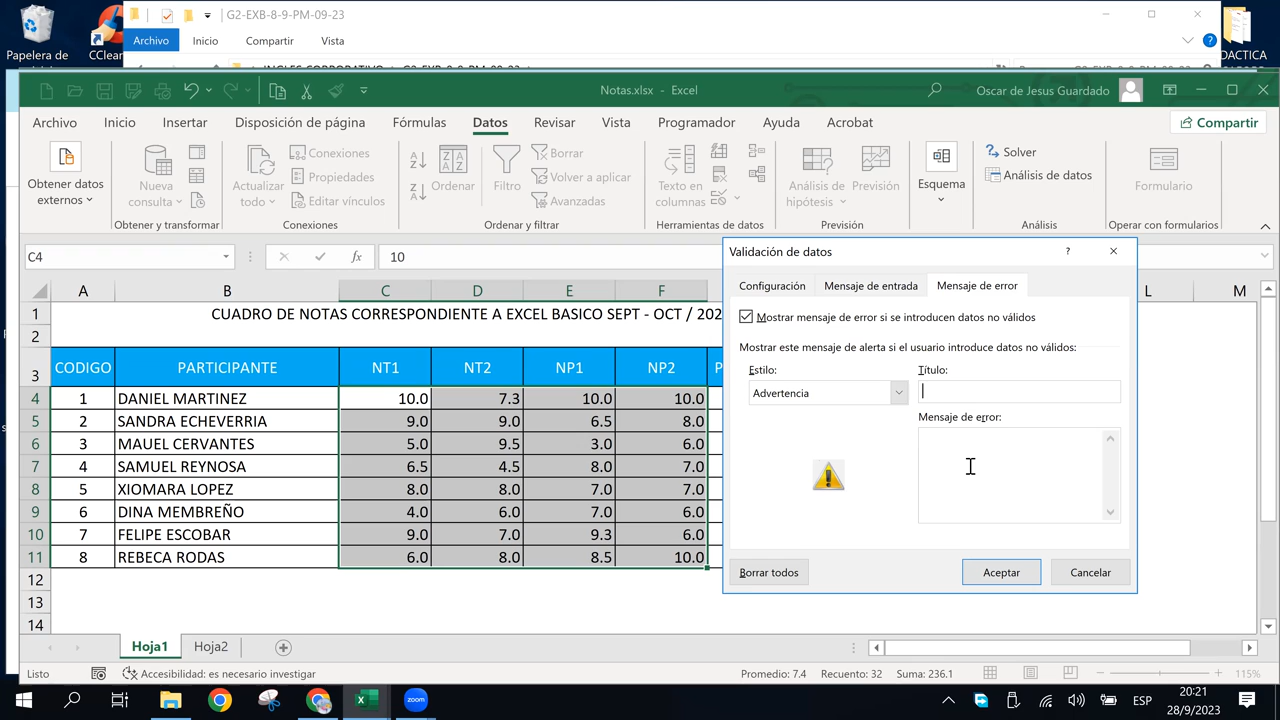 Papelera de
CClean
G2-EXB-8-9-PM-09-23
Archivo Inicio Compartir Vista
DACTICA
Notas.xlsx - Excel
Oscar de Jesus Guardado
Archivo Inicio Insertar Disposición de página Fórmulas Datos Revisar Vista Programador Ayuda Acrobat Compartir
Obtener datos externos
Nueva consulta
Actualizar todo
Conexiones
Propiedades
Editar vínculos
Ordenar
Filtro
Borrar
Volver a aplicar
Avanzadas
Texto en columnas
Análisis de hipótesis
Previsión
Esquema
Solver
Análisis de datos
Formulario
Obtener y transformar Conexiones Ordenar y filtrar Herramientas de datos Previsión Análisis Operar con formularios
C4 fx 10
A B C D E F L M
1 CUADRO DE NOTAS CORRESPONDIENTE A EXCEL BASICO SEPT - OCT / 202
2
3 CODIGO PARTICIPANTE NT1 NT2 NP1 NP2 P
4 1 DANIEL MARTINEZ 10.0 7.3 10.0 10.0
5 2 SANDRA ECHEVERRIA 9.0 9.0 6.5 8.0
6 3 MAUEL CERVANTES 5.0 9.5 3.0 6.0
7 4 SAMUEL REYNOSA 6.5 4.5 8.0 7.0
8 5 XIOMARA LOPEZ 8.0 8.0 7.0 7.0
9 6 DINA MEMBREÑO 4.0 6.0 7.0 6.0
10 7 FELIPE ESCOBAR 9.0 7.0 9.3 6.0
11 8 REBECA RODAS 6.0 8.0 8.5 10.0
12
13
14
Validación de datos ?
Configuración Mensaje de entrada Mensaje de error
Mostrar mensaje de error si se introducen datos no válidos
Mostrar este mensaje de alerta si el usuario introduce datos no válidos:
Estilo: Título:
Advertencia
Mensaje de error:
Borrar todos Aceptar Cancelar
Hoja1 Hoja2
Listo Accesibilidad: es necesario investigar Promedio: 7.4 Recuento: 32 Suma: 236.1 115%
zoom
ESP
20:21
28/9/2023